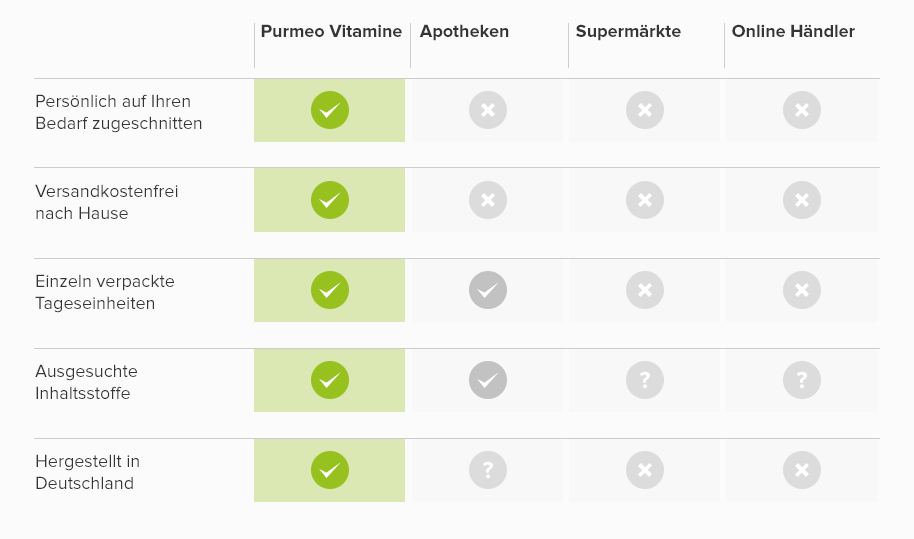 Purmeo Vitamine Apotheken Supermärkte Online Händler
Persönlich auf Ihren
Bedarf zugeschnitten
Versandkostenfrei
nach Hause
Einzeln verpackte
Tageseinheiten
Ausgesuchte
Inhaltsstoffe
? ?
Hergestellt in
Deutschland
?